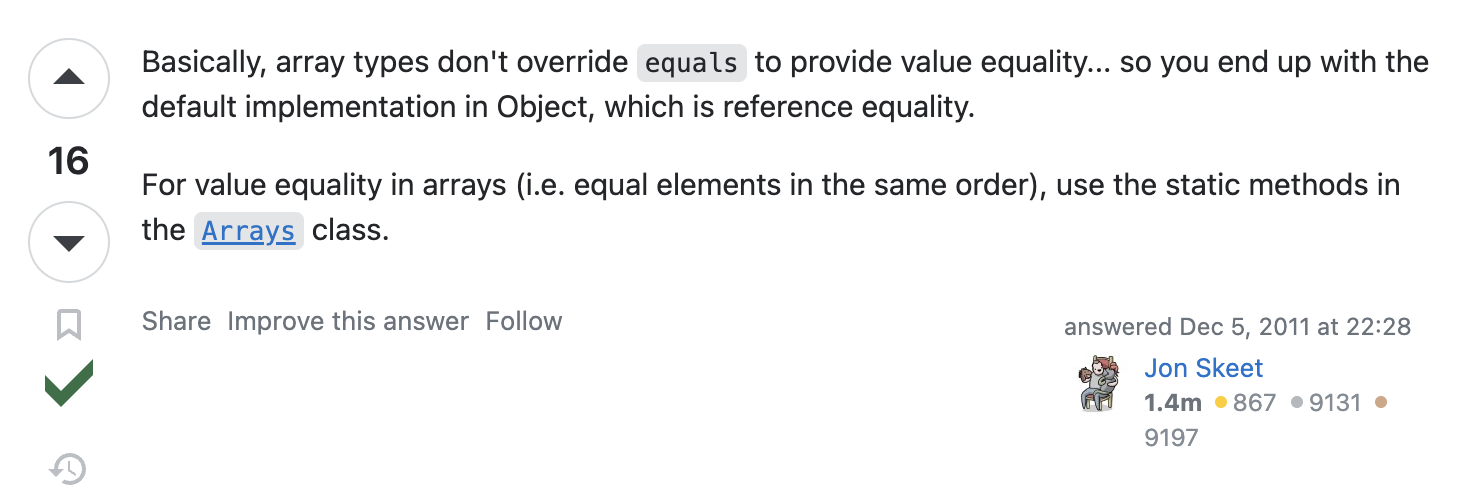 Basically, array types don't override equals to provide value equality... so you end up with the
default implementation in Object, which is reference equality.
16
For value equality in arrays (i.e. equal elements in the same order), use the static methods in
the Arrays class.
Share Improve this answer Follow
answered Dec 5, 2011 at 22:28
Jon Skeet
1.4m 867 9131
9197